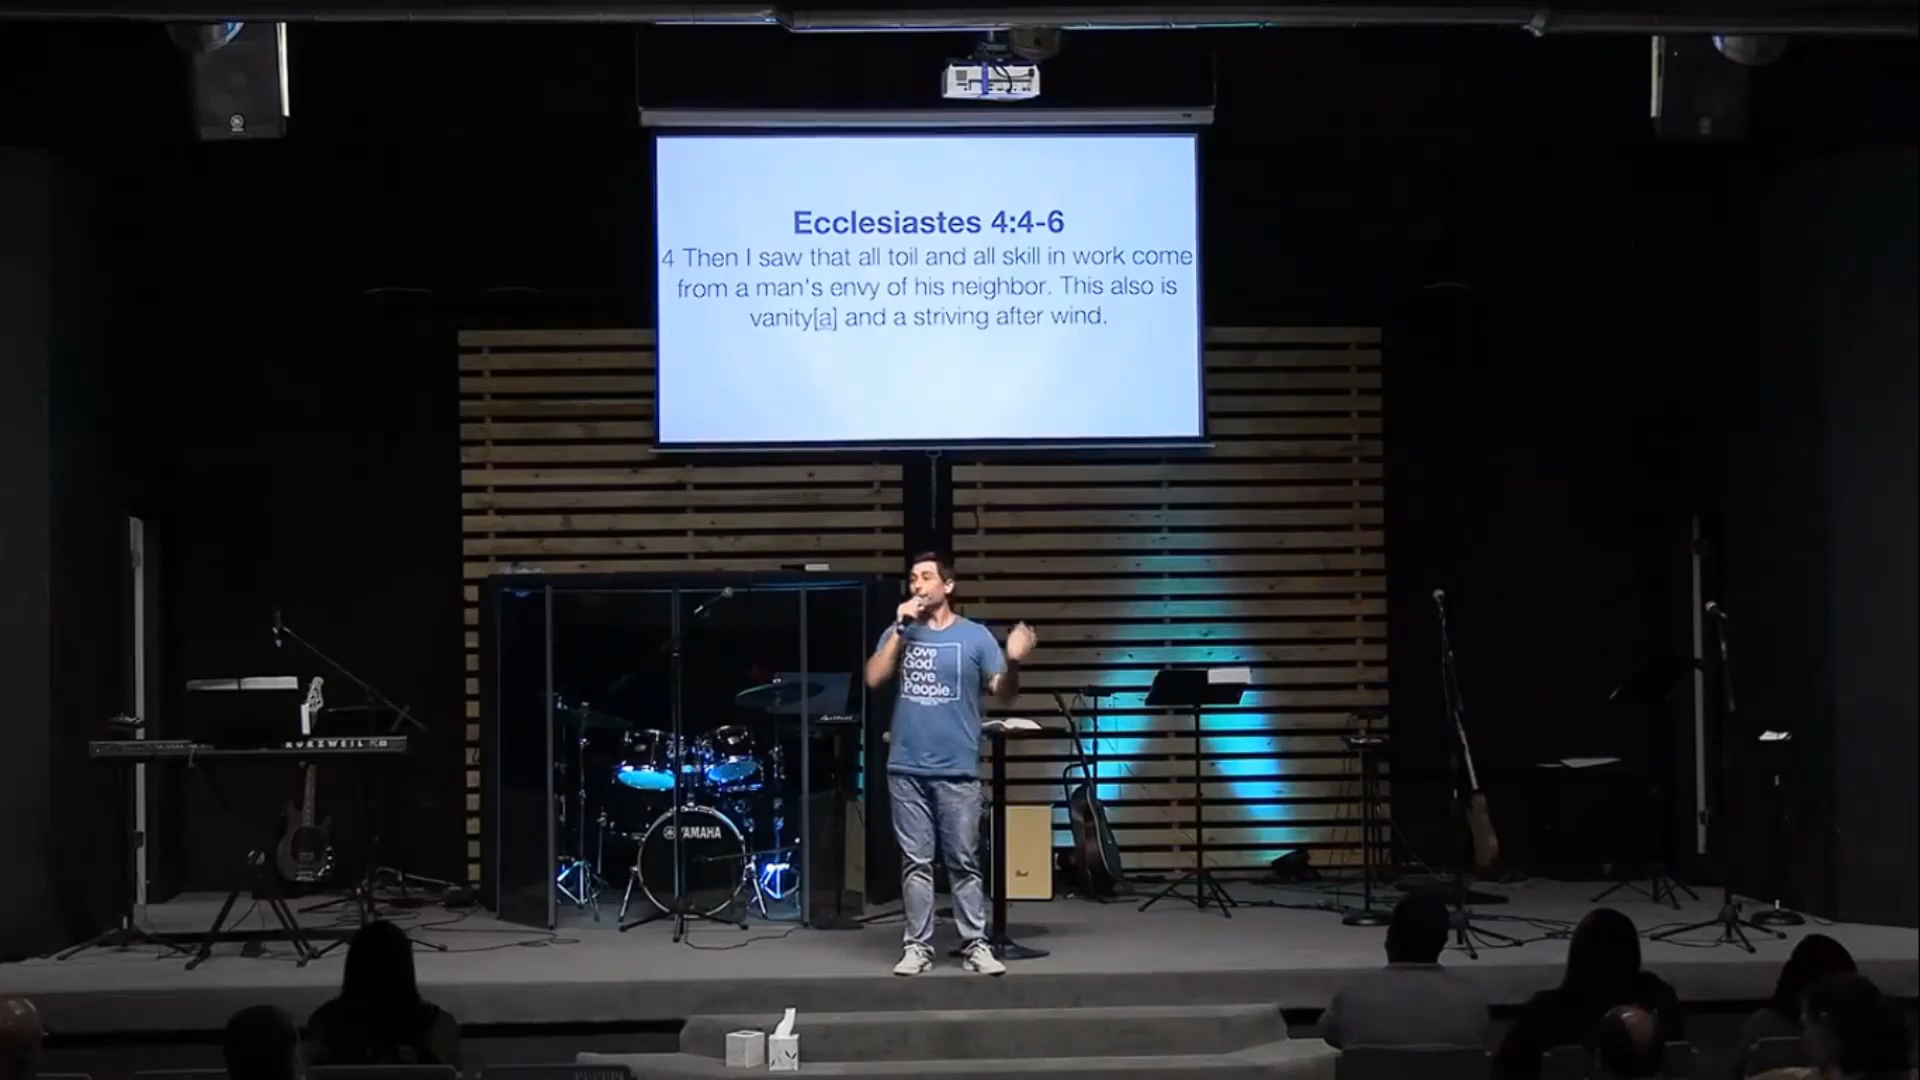 Ecclesiastes 4:4-6
4 Then I saw that all toil and all skill in work come
from a man's envy of his neighbor. This also is
vanity[a] and a striving after wind.
Love
God.
Love
People.
KURZWEIL
YAMAHA